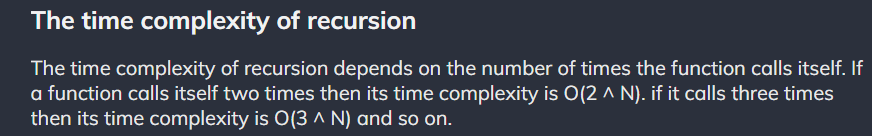 The time complexity of recursion
The time complexity of recursion depends on the number of times the function calls itself. If
a function calls itself two times then its time complexity is O(2 ^ N). if it calls three times
then its time complexity is O(3 ^ N) and so on.